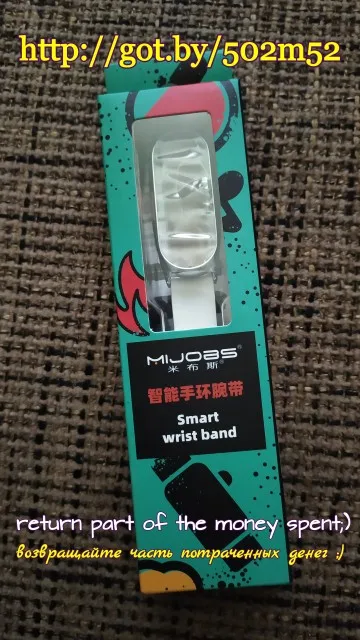 http://got.by/502m52
MIJOBS®
米布斯®
智能手环腕带
Smart
wrist band
return part of the money spent;)
возвращайте часть потраченных денег :)